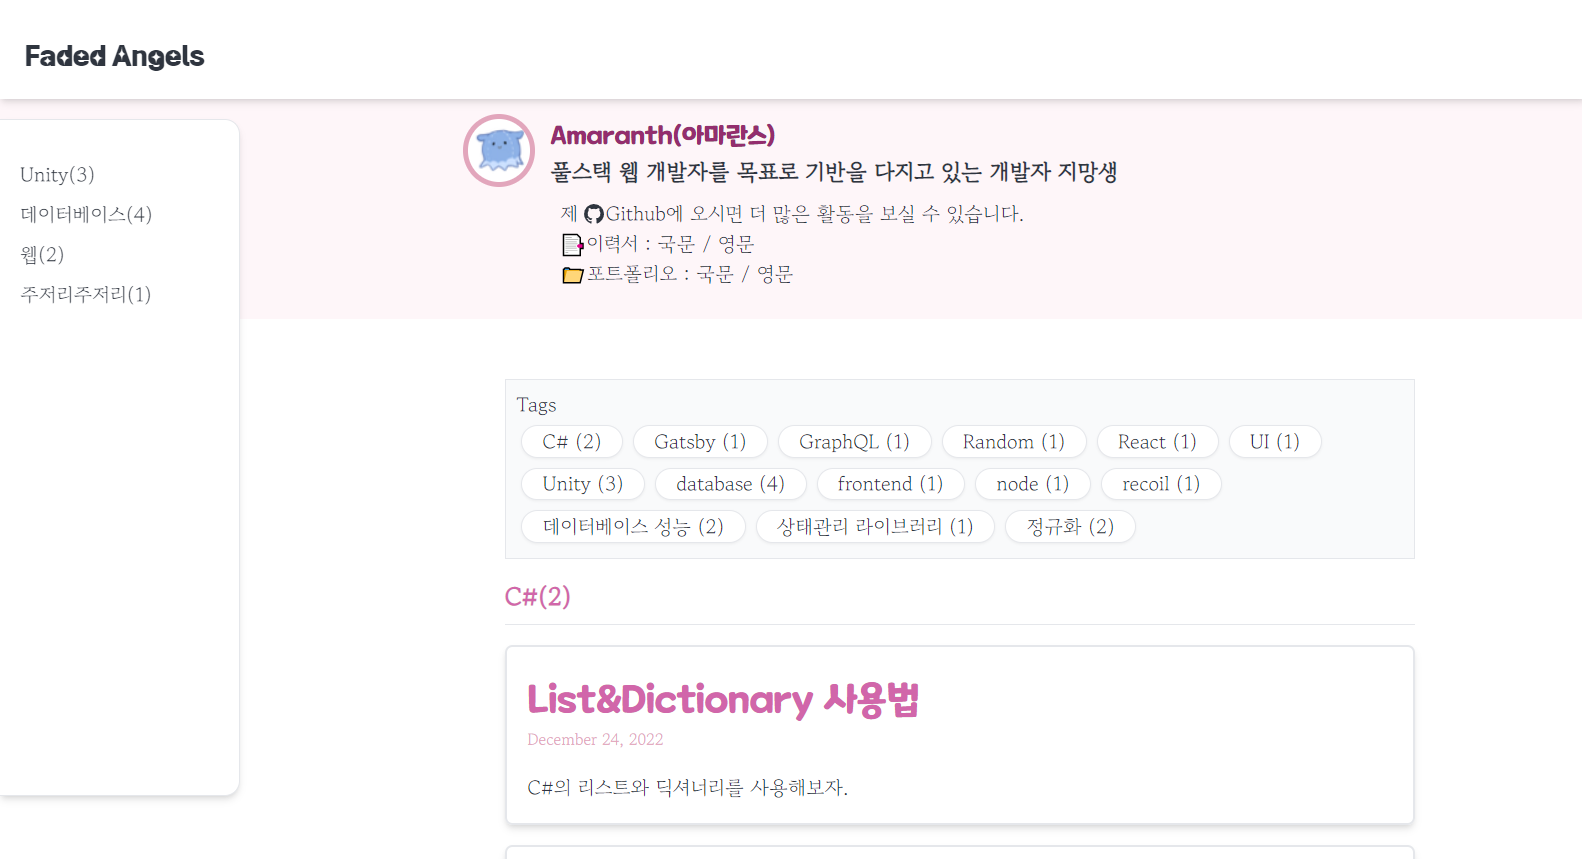 Faded Angels
Unity(3)
데이터베이스(4)
웹(2)
주저리주저리(1)
Amaranth(아마란스)
풀스택 웹 개발자를 목표로 기반을 다지고 있는 개발자 지망생
제 Github에 오시면 더 많은 활동을 보실 수 있습니다.
이력서 : 국문 / 영문
포트폴리오 : 국문 / 영문
Tags
C# (2) Gatsby (1) GraphQL (1) Random (1) React (1) UI (1)
Unity (3) database (4) frontend (1) node (1) recoil (1)
데이터베이스 성능 (2) 상태관리 라이브러리 (1) 정규화 (2)
C#(2)
List&Dictionary 사용법
December 24, 2022
C#의 리스트와 딕셔너리를 사용해보자.